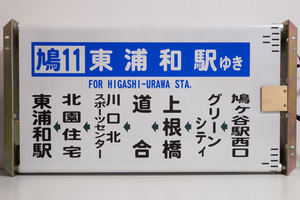 鳩11 東浦和駅ゆき
FOR HIGASHI-URAWA STA.
鳩ヶ谷駅西口
グリーンシティ
上根橋
道合
川口北スポーツセンター
北園住宅
東浦和駅